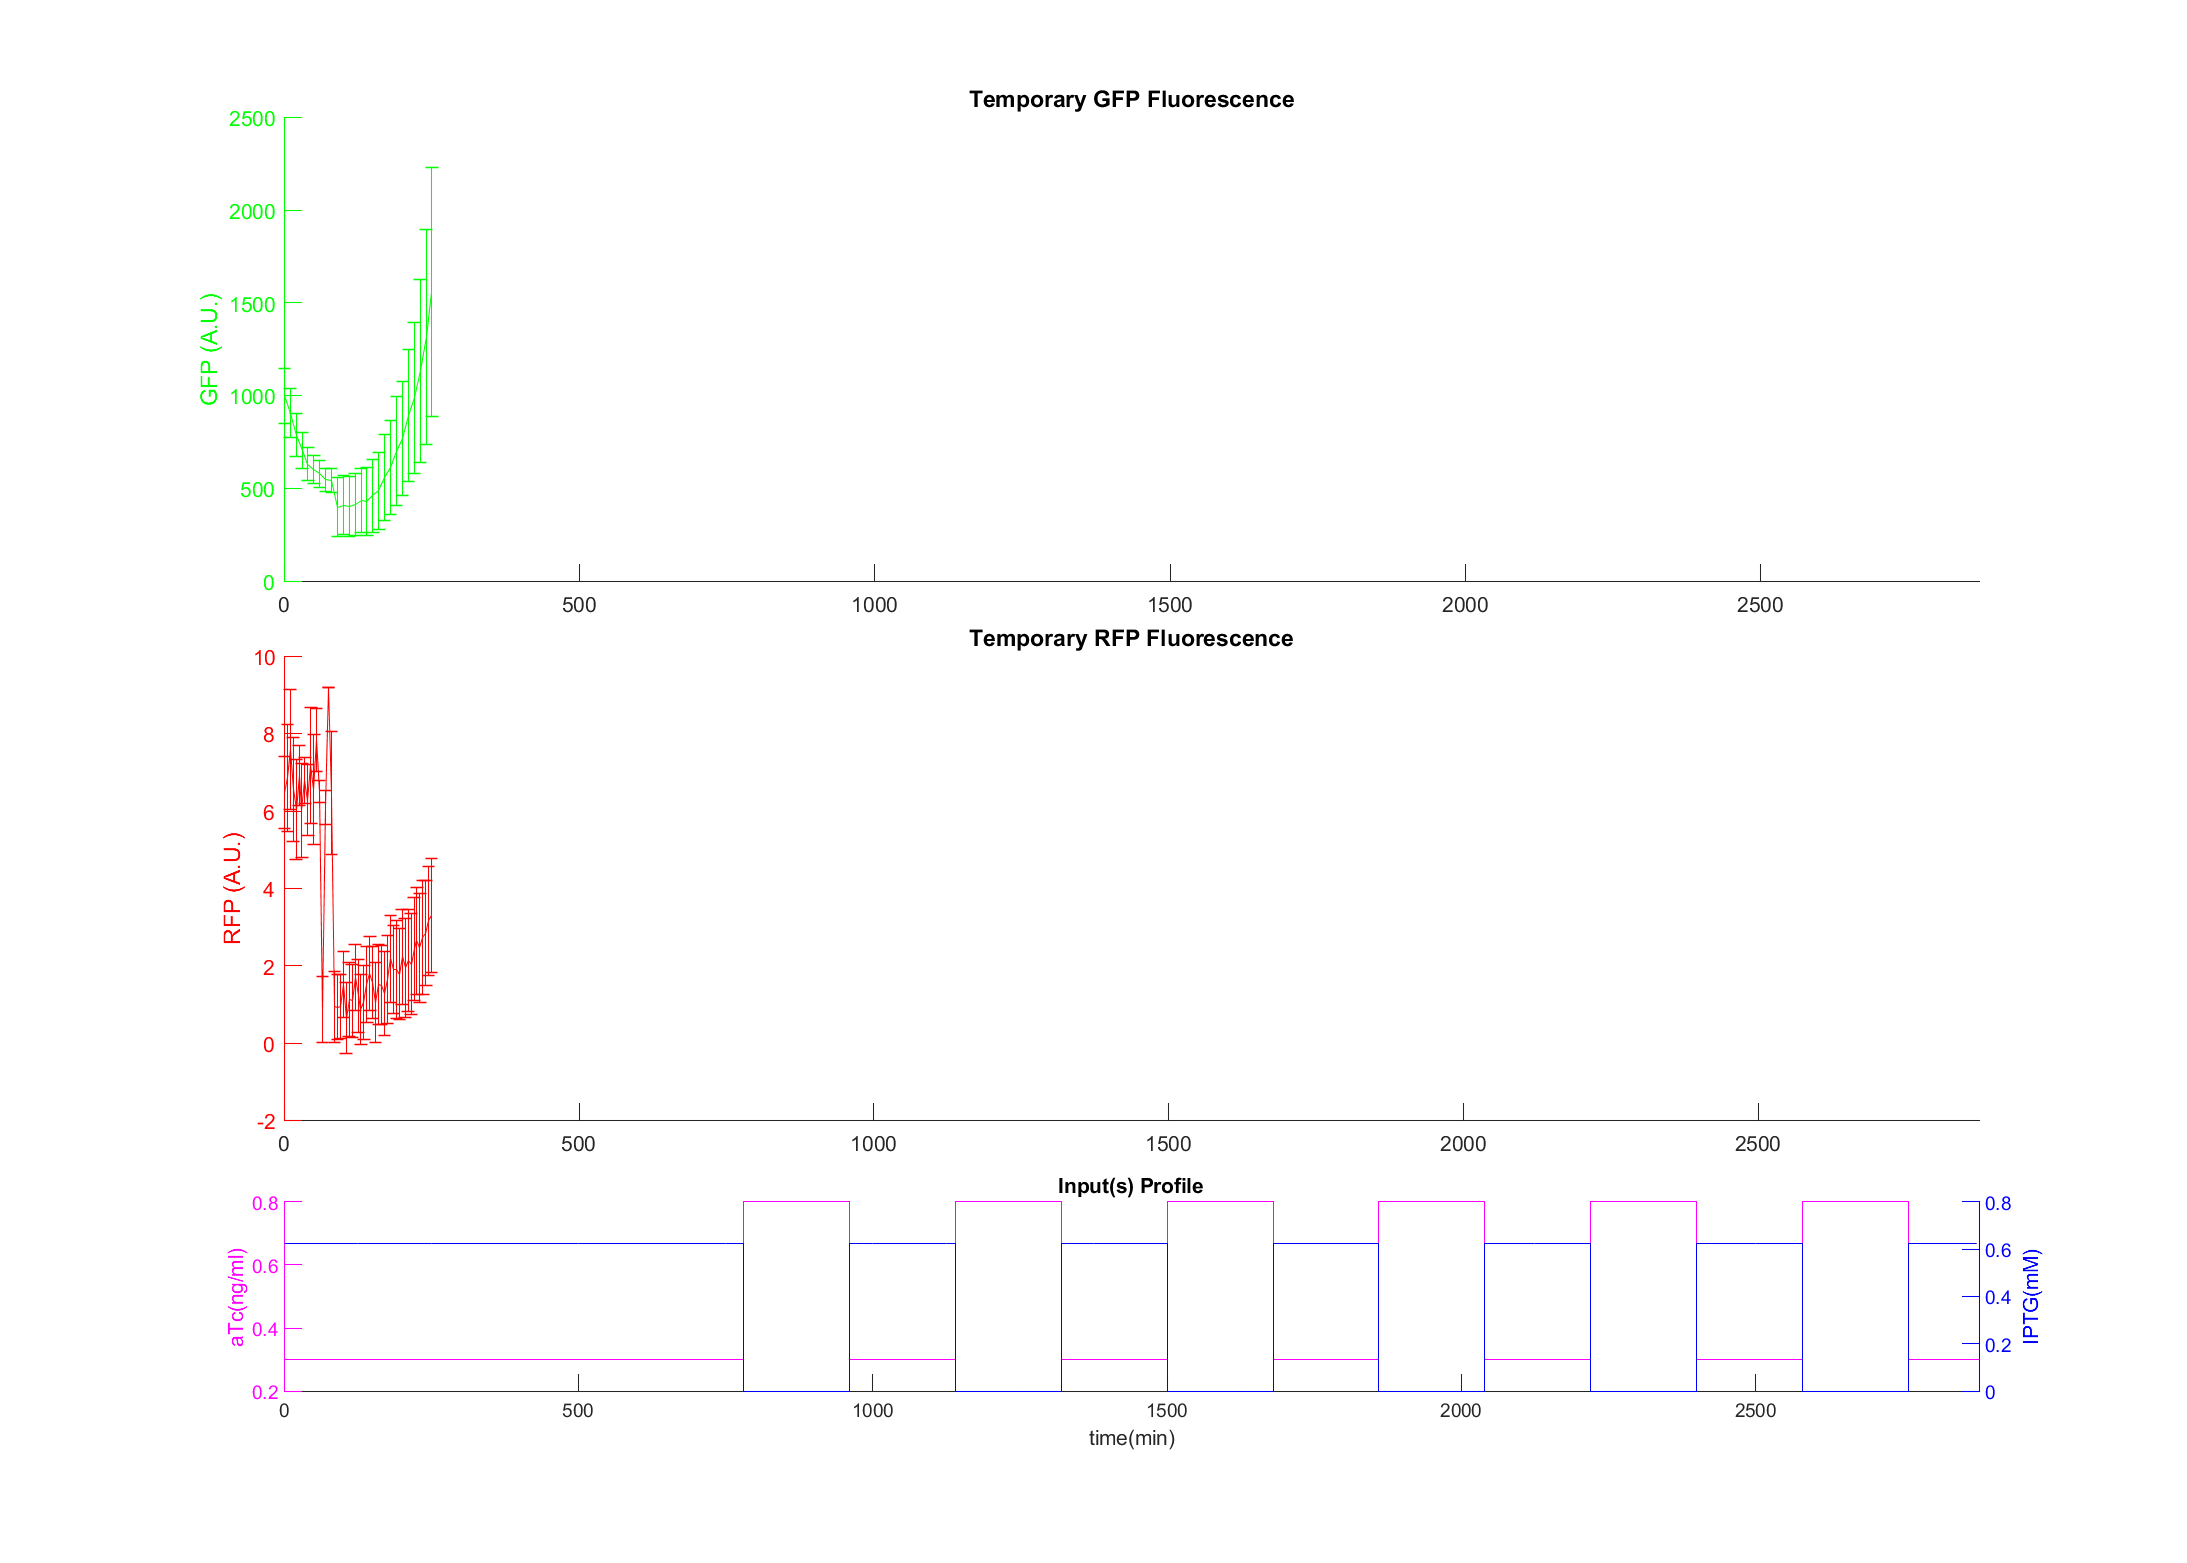 Temporary GFP Fluorescence
GFP (A.U.)
2500
2000
1500
1000
500
0
0 500 1000 1500 2000 2500
Temporary RFP Fluorescence
RFP (A.U.)
10
8
6
4
2
0
-2
0 500 1000 1500 2000 2500
Input(s) Profile
aTc(ng/ml)
0.8
0.6
0.4
0.2
0.8
0.6
0.4
0.2
0
IPTG(mM)
0 500 1000 1500 2000 2500
time(min)